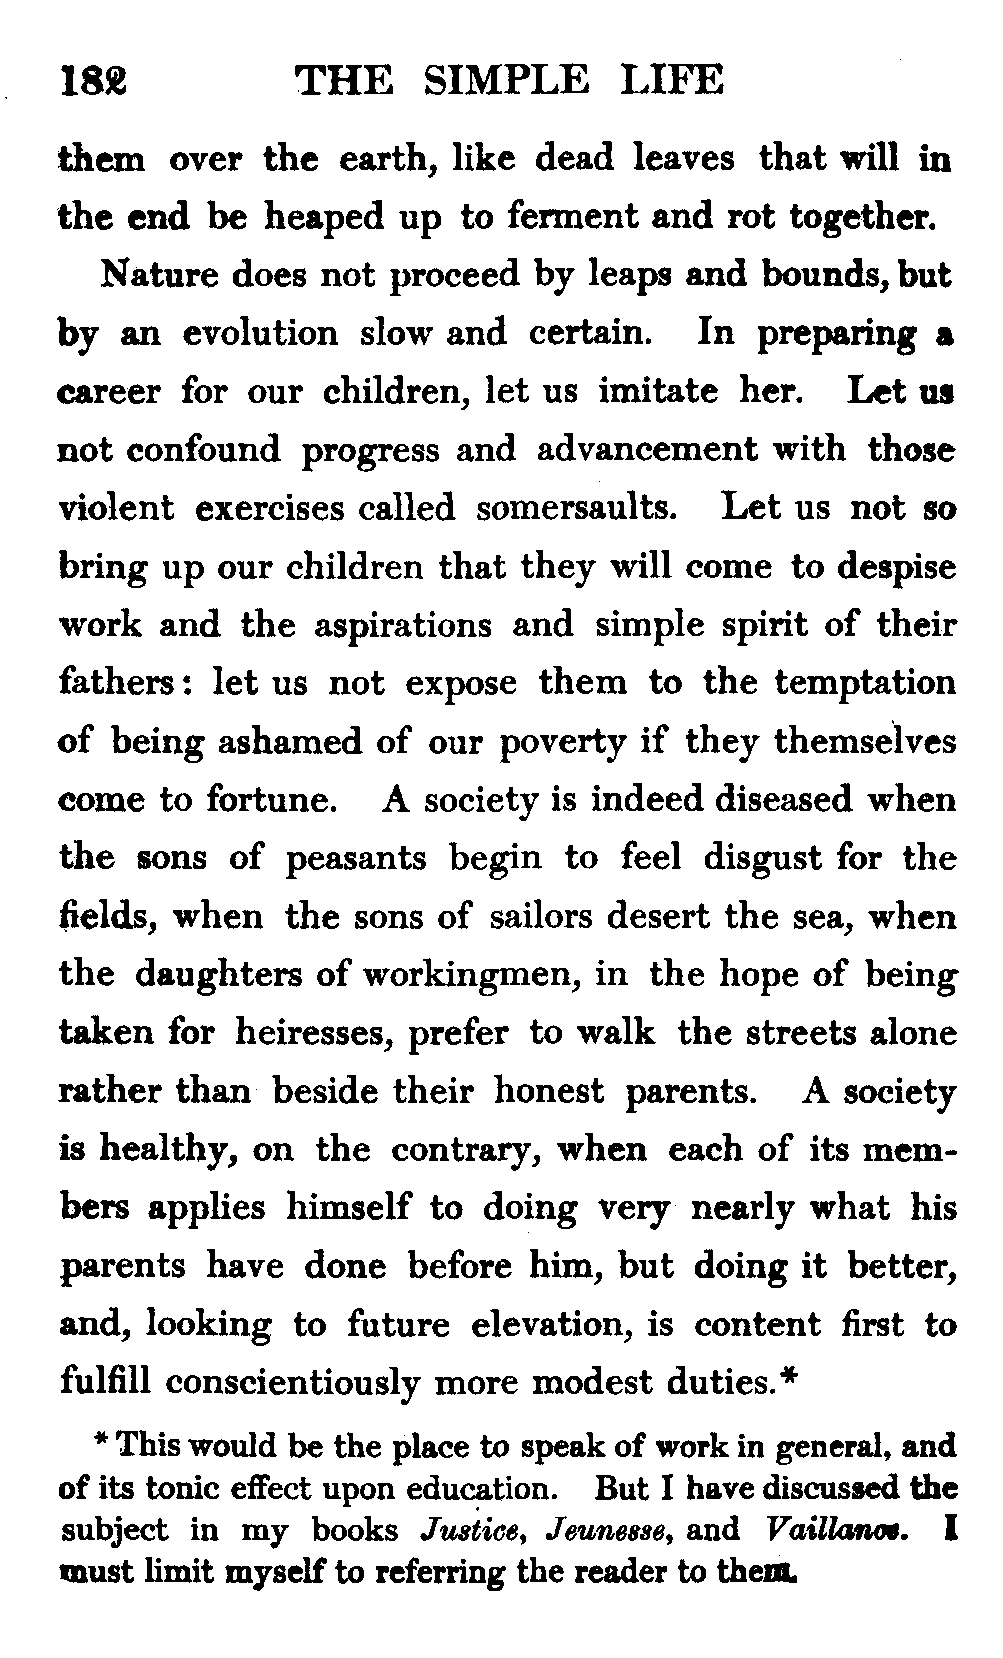 182 THE SIMPLE LIFE
them over the earth, like dead leaves that will in
the end be heaped up to ferment and rot together.
Nature does not proceed by leaps and bounds, but
by an evolution slow and certain. In preparing a
career for our children, let us imitate her. Let us
not confound progress and advancement with those
violent exercises called somersaults. Let us not so
bring up our children that they will come to despise
work and the aspirations and simple spirit of their
fathers: let us not expose them to the temptation
of being ashamed of our poverty if they themselves
come to fortune. A society is indeed diseased when
the sons of peasants begin to feel disgust for the
fields, when the sons of sailors desert the sea, when
the daughters of workingmen, in the hope of being
taken for heiresses, prefer to walk the streets alone
rather than beside their honest parents. A society
is healthy, on the contrary, when each of its mem-
bers applies himself to doing very nearly what his
parents have done before him, but doing it better,
and, looking to future elevation, is content first to
fulfill conscientiously more modest duties.*
* This would be the place to speak of work in general, and
of its tonic effect upon education. But I have discussed the
subject in my books Justice, Jeunesse, and Vaillance. I
must limit myself to referring the reader to them.